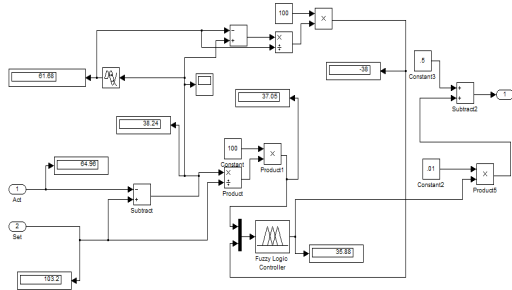 100
×
−
+
×
÷
61.68
-38
.5
Constant3
+
+
Subtract2
1
37.05
38.24
64.96
100
Constant
×
Product1
×
÷
Product
.01
Constant2
×
Product5
1
Act
−
+
Subtract
2
Set
Fuzzy Logic
Controller
35.88
103.2